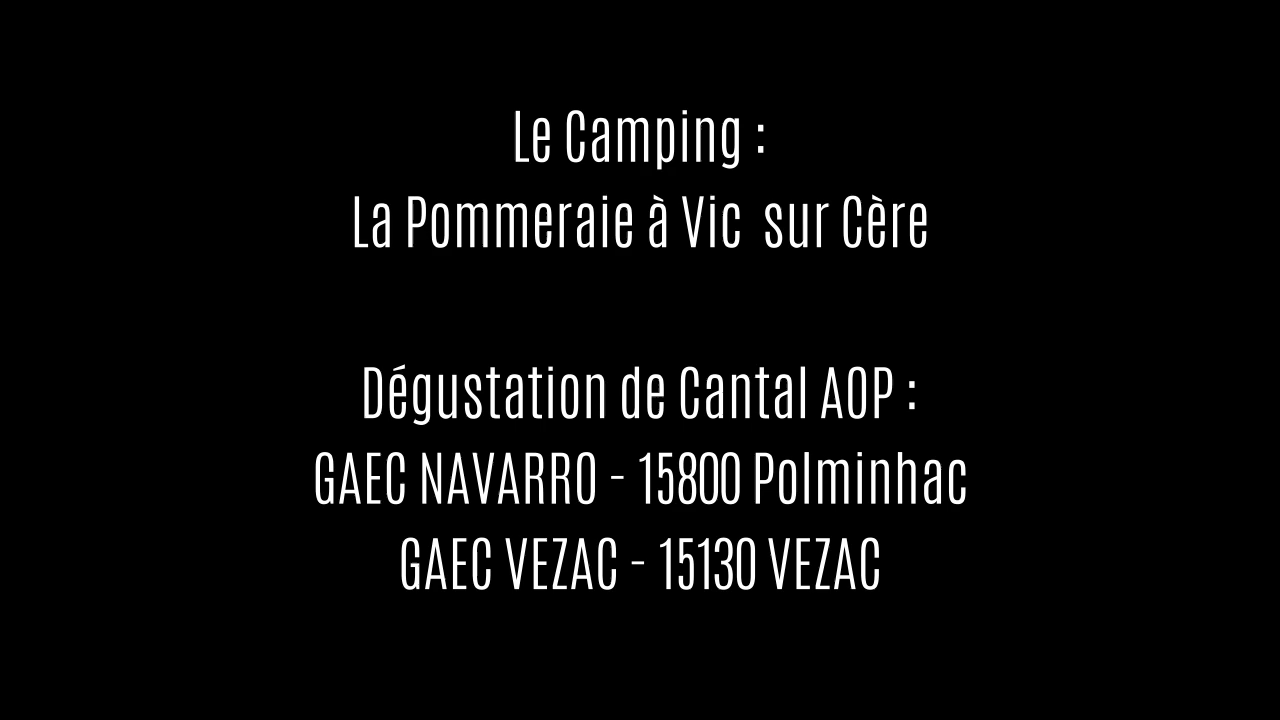 Le Camping :
La Pommeraie à Vic sur Cère
Dégustation de Cantal AOP :
GAEC NAVARRO - 15800 Polminhac
GAEC VEZAC - 15130 VEZAC